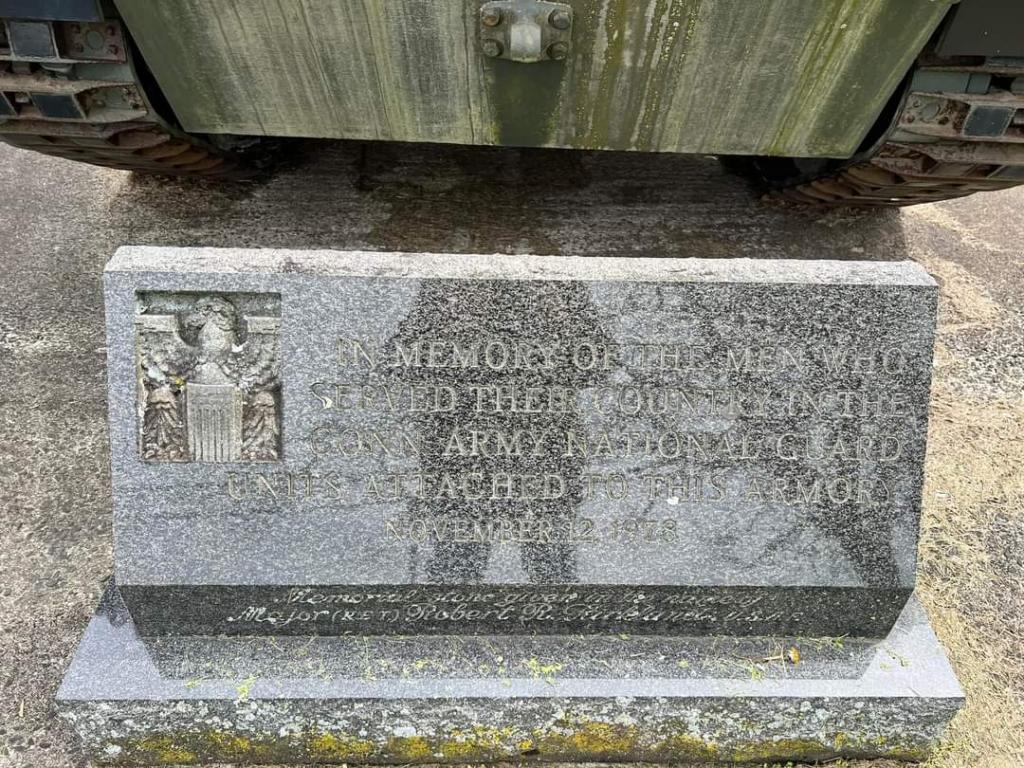 IN MEMORY OF THE MEN WHO
SERVED THEIR COUNTRY IN THE
CONN ARMY NATIONAL GUARD
UNITS ATTACHED TO THIS ARMORY
NOVEMBER 12, 1978
Memorial stone given
Major (RET) Robert R.